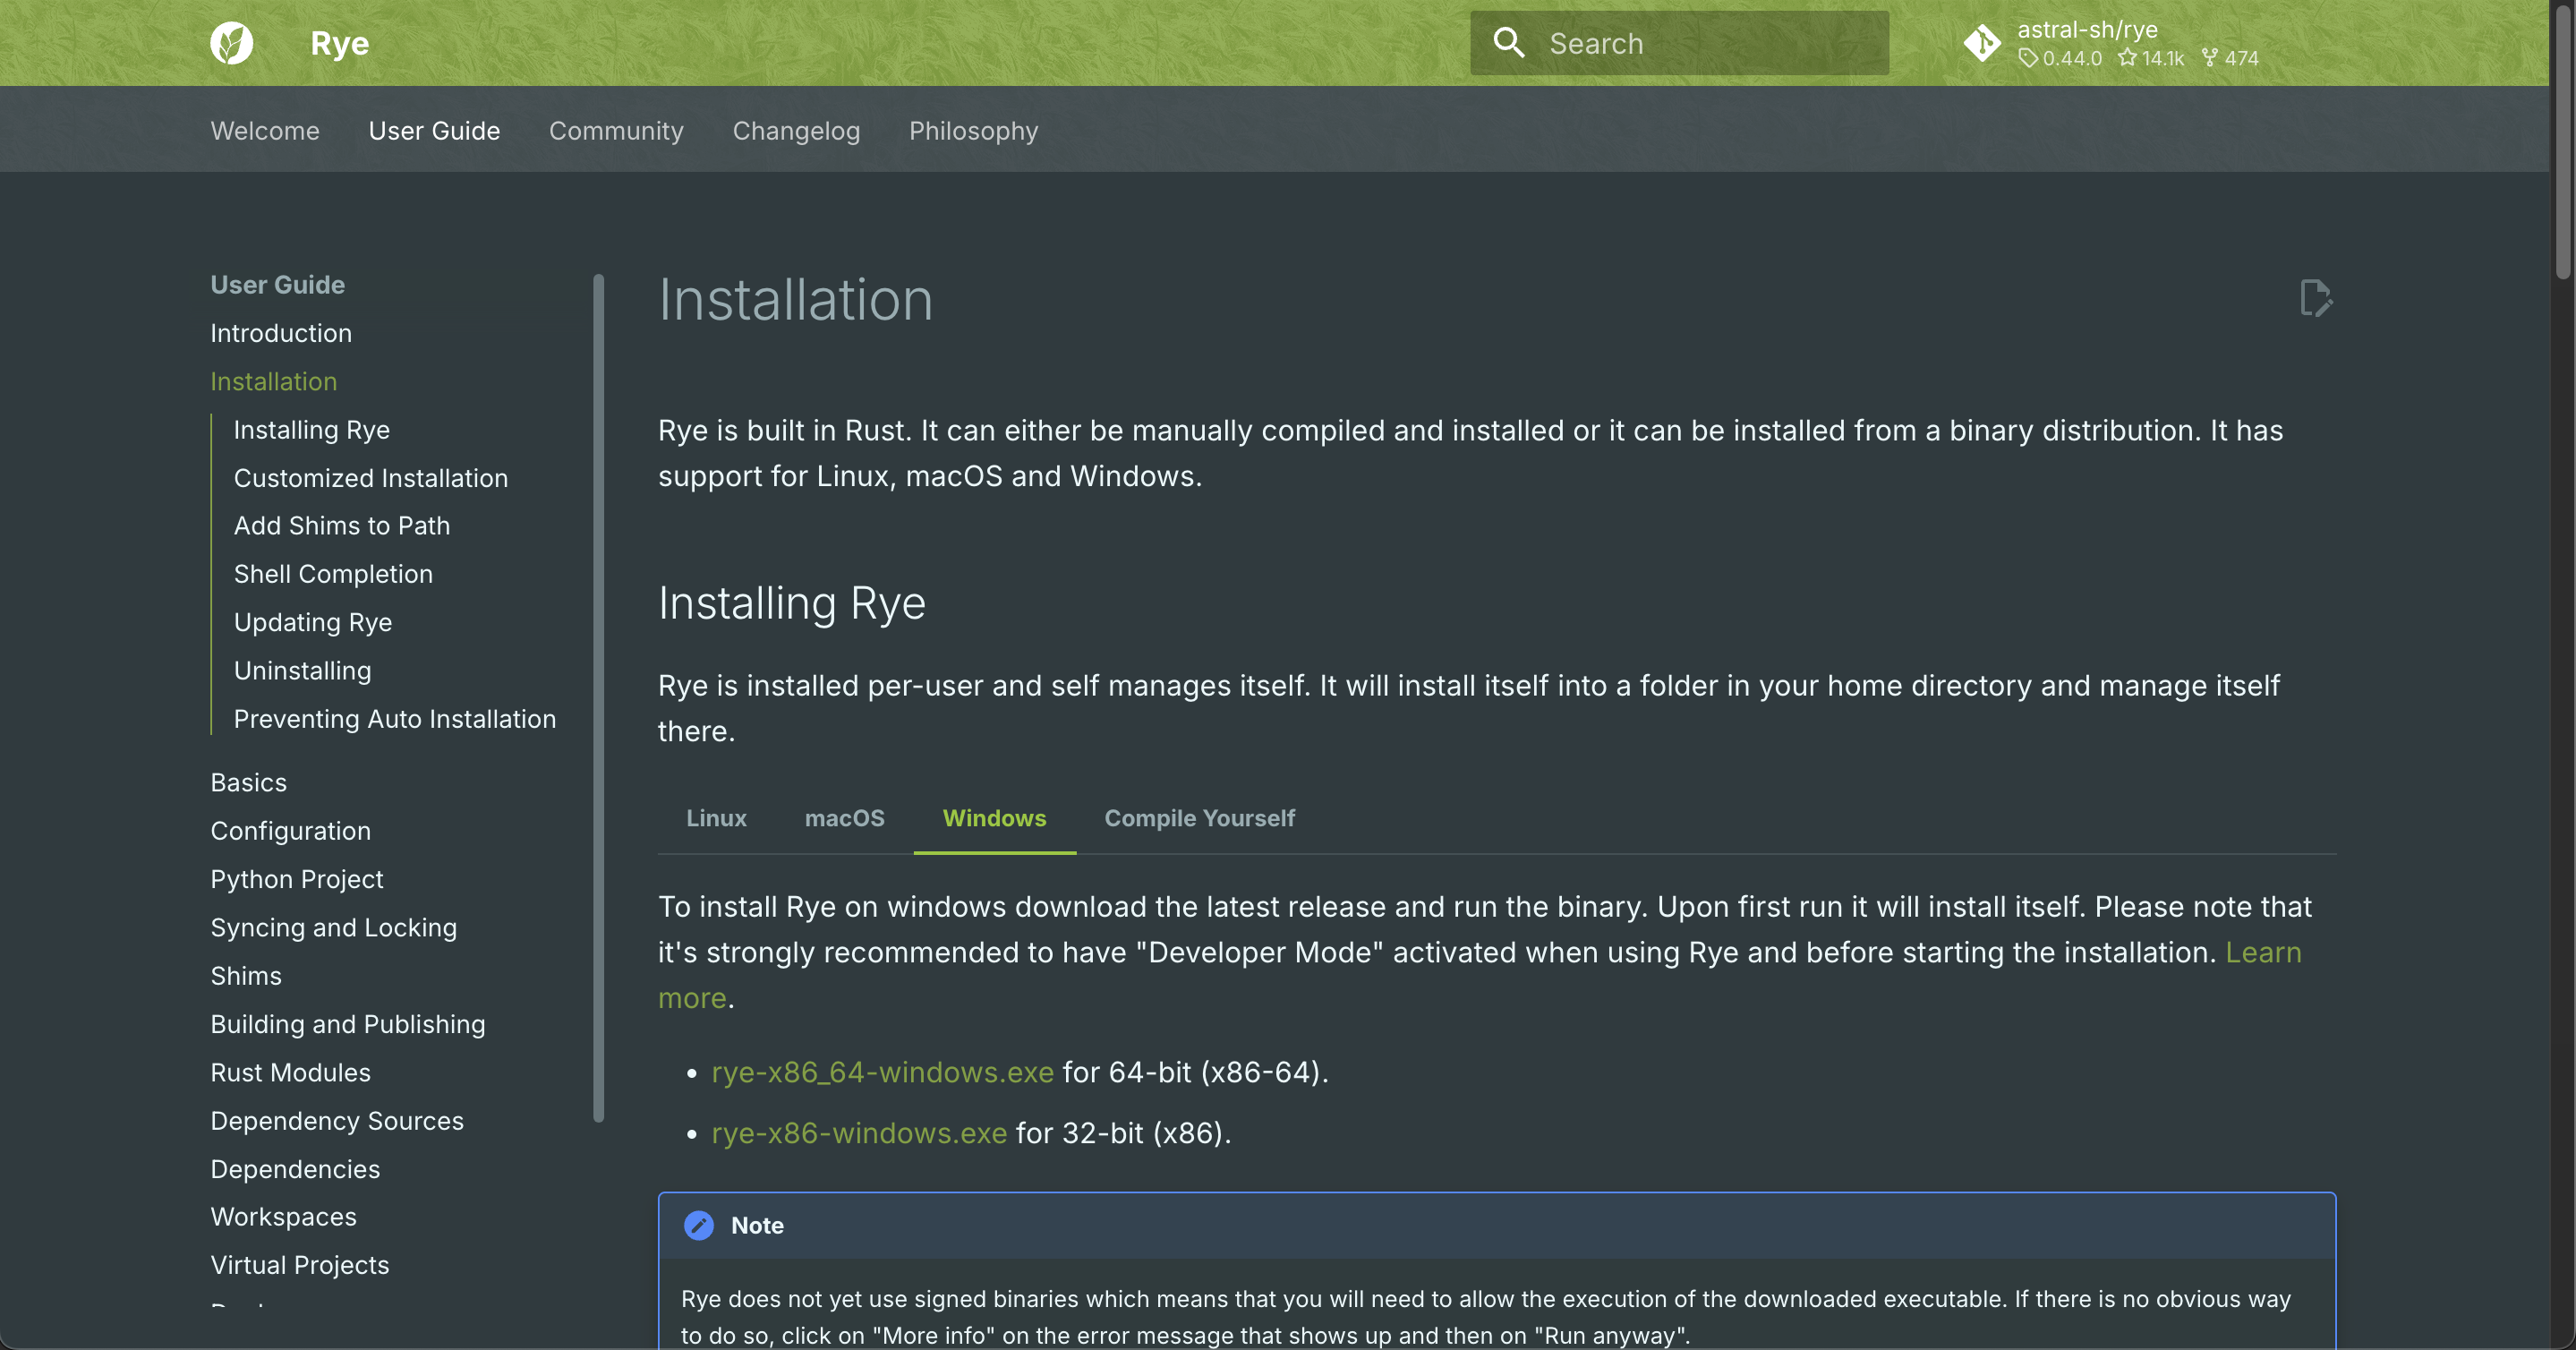 Rye
Search
astral-sh/rye
0.44.0 14.1k 474
Welcome User Guide Community Changelog Philosophy
User Guide
Introduction
Installation
Installing Rye
Customized Installation
Add Shims to Path
Shell Completion
Updating Rye
Uninstalling
Preventing Auto Installation
Basics
Configuration
Python Project
Syncing and Locking
Shims
Building and Publishing
Rust Modules
Dependency Sources
Dependencies
Workspaces
Virtual Projects
Installation
Rye is built in Rust. It can either be manually compiled and installed or it can be installed from a binary distribution. It has
support for Linux, macOS and Windows.
Installing Rye
Rye is installed per-user and self manages itself. It will install itself into a folder in your home directory and manage itself
there.
Linux macOS Windows Compile Yourself
To install Rye on windows download the latest release and run the binary. Upon first run it will install itself. Please note that
it's strongly recommended to have "Developer Mode" activated when using Rye and before starting the installation. Learn
more.
• rye-x86_64-windows.exe for 64-bit (x86-64).
• rye-x86-windows.exe for 32-bit (x86).
Note
Rye does not yet use signed binaries which means that you will need to allow the execution of the downloaded executable. If there is no obvious way
to do so, click on "More info" on the error message that shows up and then on "Run anyway".